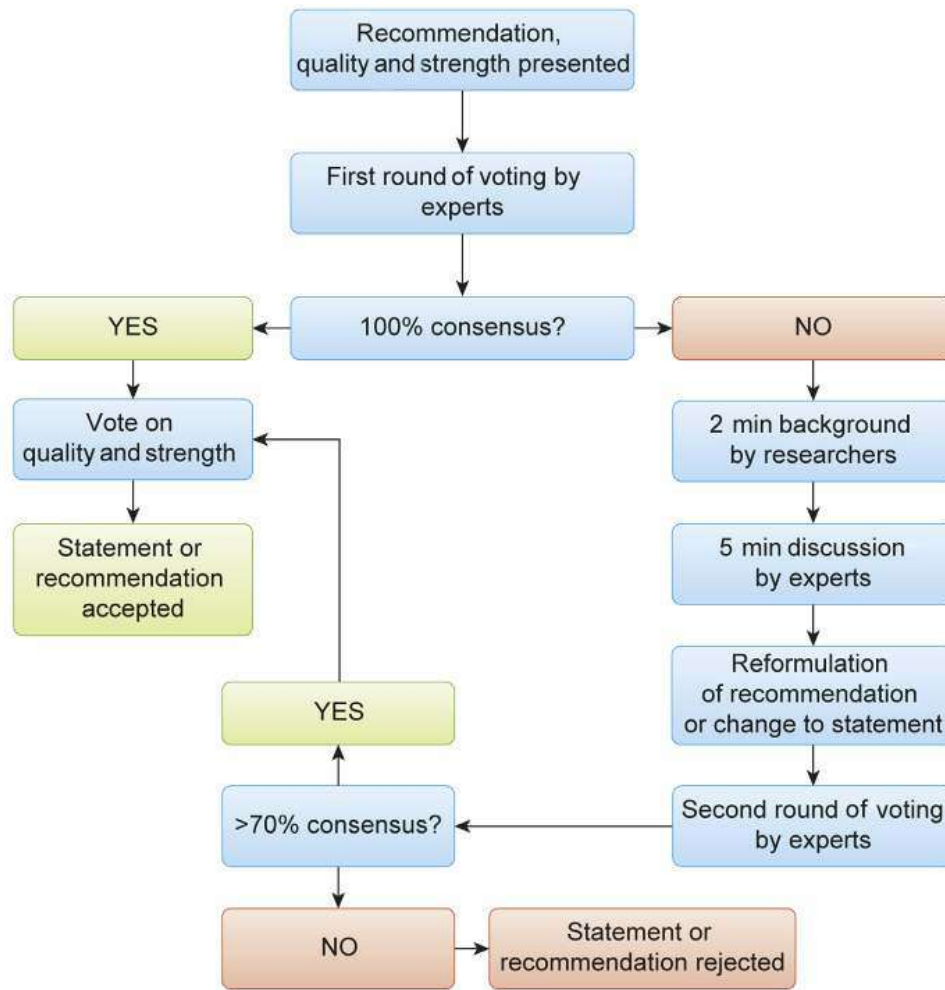 Recommendation,
quality and strength presented
First round of voting by
experts
100% consensus?
YES
NO
Vote on
quality and strength
Statement or
recommendation
accepted
2 min background
by researchers
5 min discussion
by experts
Reformulation
of recommendation
or change to statement
Second round of voting
by experts
>70% consensus?
YES
NO
Statement or
recommendation rejected